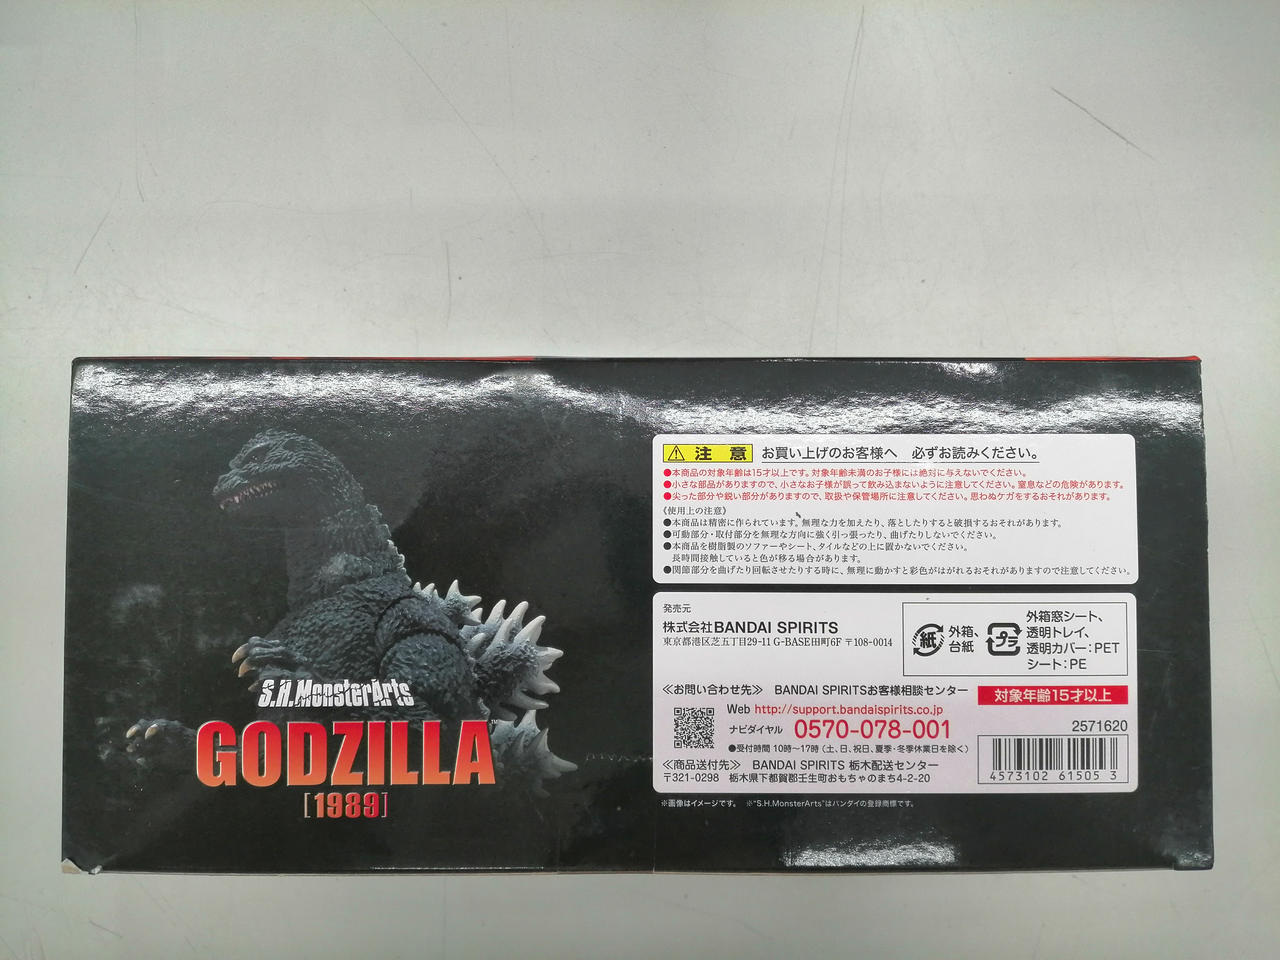 S.H.MonsterArts
GODZILLA™
[1989]
⚠ 注 意 お買い上げのお客様へ 必ずお読みください。
●本商品の対象年齢は15才以上です。対象年齢未満のお子様には絶対に与えないでください。
●小さな部品がありますので、小さなお子様が誤って飲み込まないように注意してください。窒息などの危険があります。
●尖った部分や鋭い部分がありますので、取扱や保管場所に注意してください。思わぬケガをするおそれがあります。
《使用上の注意》
●本商品は精密に作られています。無理な力を加えたり、落としたりすると破損するおそれがあります。
●可動部分・取付部分を無理な方向に強く引っ張ったり、曲げたりしないでください。
●本商品を樹脂製のソファーやシート、タイルなどの上に置かないでください。
長時間接触していると色が移る場合があります。
●関節部分を曲げたり回転させたりする時に、無理に動かすと彩色がはがれるおそれがありますので注意してください。
発売元
株式会社BANDAI SPIRITS
東京都港区芝五丁目29-11 G-BASE田町6F 〒108-0014
紙 外箱、
台紙
プラ 外箱窓シート、
透明トレイ、
透明カバー：PET
シート：PE
≪お問い合わせ先≫ BANDAI SPIRITSお客様相談センター
Web http://support.bandaispirits.co.jp
ナビダイヤル 0570-078-001
●受付時間 10時〜17時（土、日、祝日、夏季・冬季休業日を除く）
≪商品送付先≫ BANDAI SPIRITS 栃木配送センター
〒321-0298 栃木県下都賀郡壬生町おもちゃのまち4-2-20
対象年齢15才以上
2571620
4573102 61505 3
※画像はイメージです。 ※"S.H.MonsterArts"はバンダイの登録商標です。